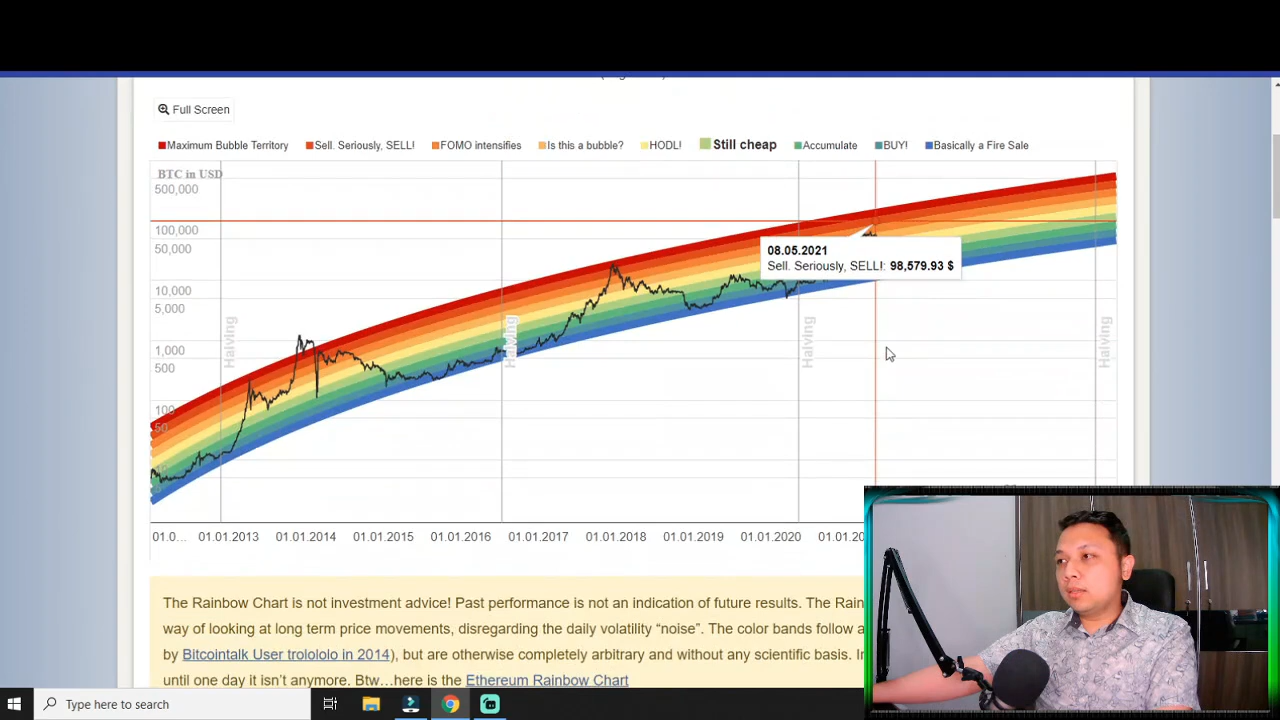 Full Screen
Maximum Bubble Territory Sell. Seriously, SELL! FOMO intensifies Is this a bubble? HODL! Still cheap Accumulate BUY! Basically a Fire Sale
BTC in USD
500,000
100,000
50,000
10,000
5,000
1,000
500
100
50
Halving
Halving
Halving
Halving
08.05.2021
Sell. Seriously, SELL!: 98,579.93 $
01.0... 01.01.2013 01.01.2014 01.01.2015 01.01.2016 01.01.2017 01.01.2018 01.01.2019 01.01.2020 01.01.20
The Rainbow Chart is not investment advice! Past performance is not an indication of future results. The Rain
way of looking at long term price movements, disregarding the daily volatility “noise”. The color bands follow a
by Bitcointalk User trolololo in 2014), but are otherwise completely arbitrary and without any scientific basis. In
until one day it isn’t anymore. Btw…here is the Ethereum Rainbow Chart
Type here to search